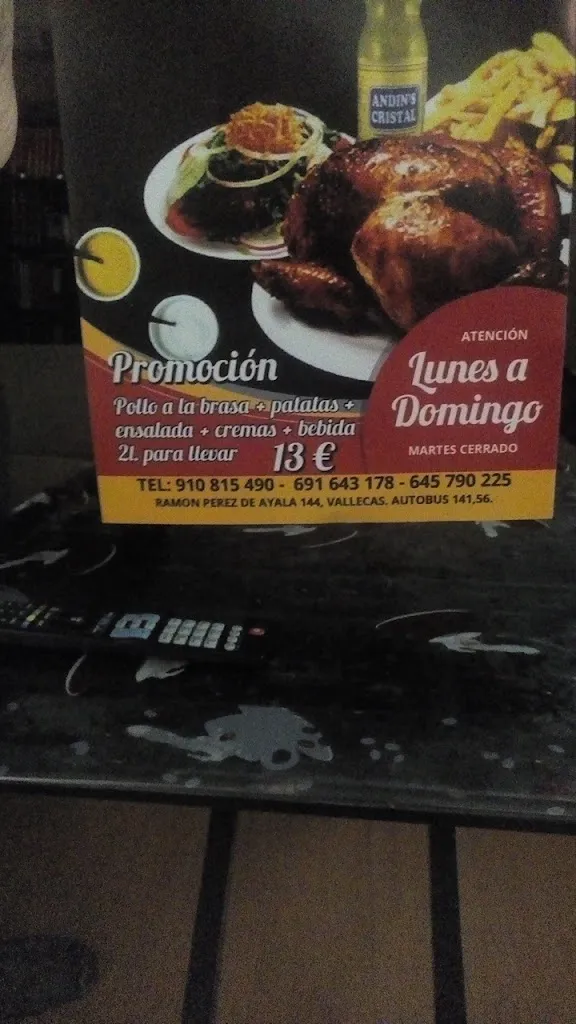 ANDIN'S
CRISTAL
ATENCIÓN
Lunes a
Domingo
MARTES CERRADO
Promoción
Pollo a la brasa + patatas +
ensalada + cremas + bebida
2l. para llevar 13 €
TEL: 910 815 490 - 691 643 178 - 645 790 225
RAMON PEREZ DE AYALA 144, VALLECAS. AUTOBUS 141,56.